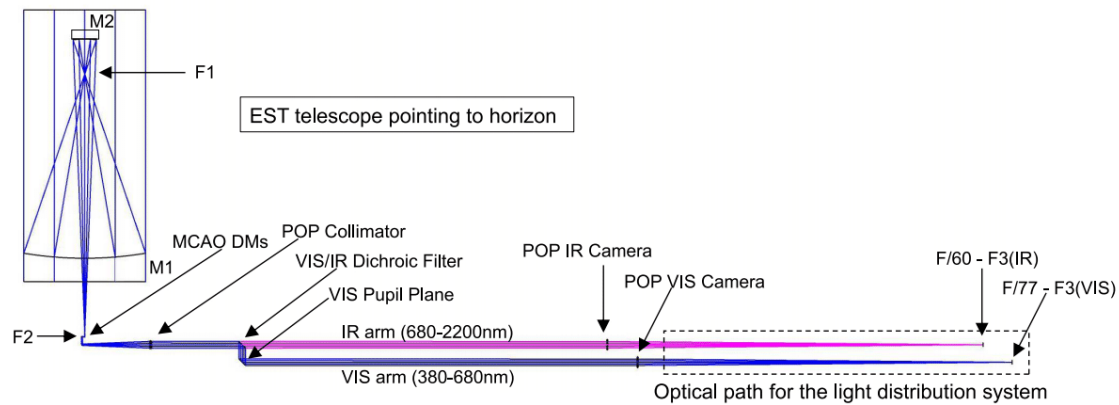 M2
F1
EST telescope pointing to horizon
MCAO DMs
POP Collimator
VIS/IR Dichroic Filter
VIS Pupil Plane
M1
POP IR Camera
POP VIS Camera
F/60 - F3(IR)
F/77 - F3(VIS)
F2
IR arm (680-2200nm)
VIS arm (380-680nm)
Optical path for the light distribution system